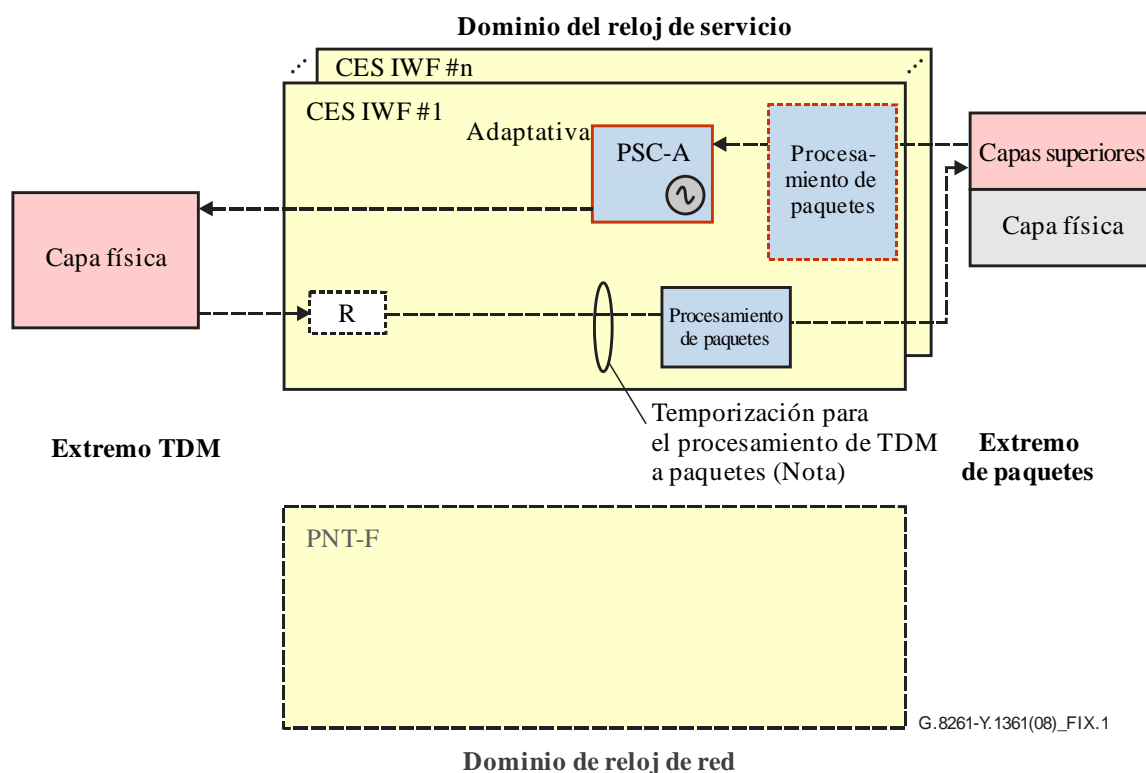 Dominio del reloj de servicio
CES IWF #n
CES IWF #1
Adaptativa
PSC-A
Procesa-
miento de
paquetes
Capas superiores
Capa física
Capa física
R
Procesamiento
de paquetes
Temporización para
el procesamiento de TDM
a paquetes (Nota)
Extremo TDM
Extremo
de paquetes
PNT-F
G.8261-Y.1361(08)_FIX.1
Dominio de reloj de red